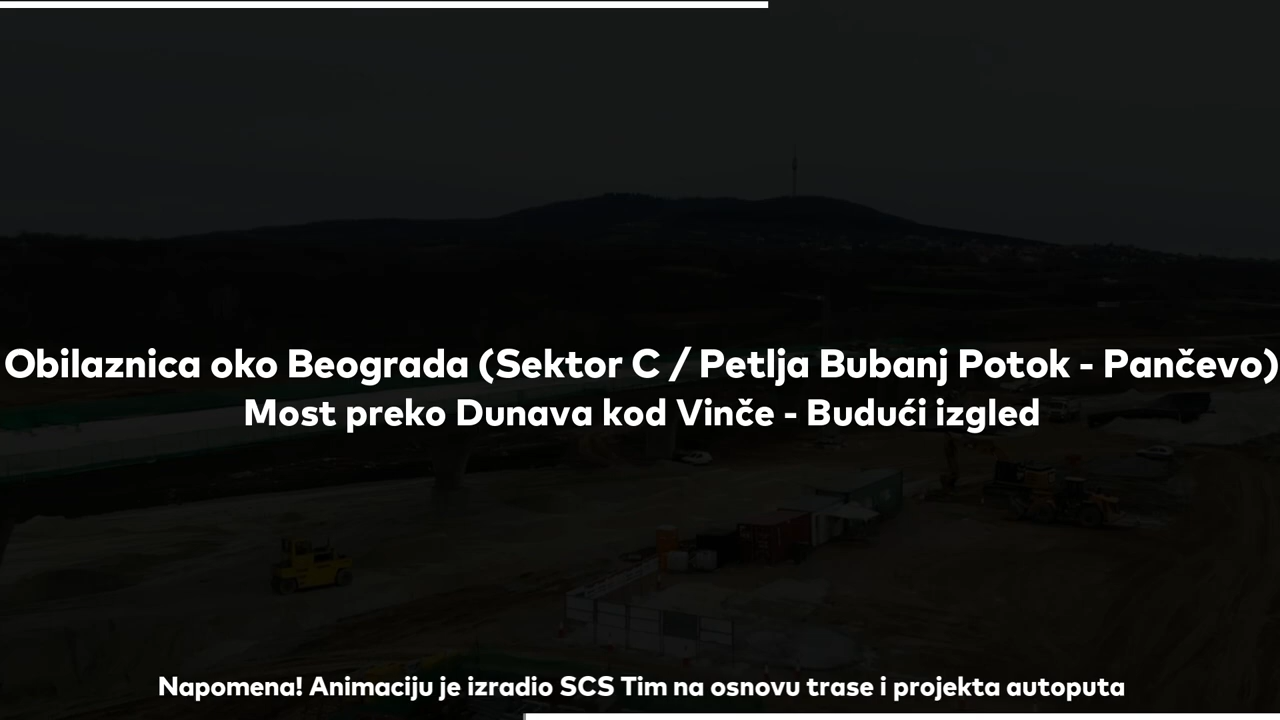 Obilaznica oko Beograda (Sektor C / Petlja Bubanj Potok - Pančevo)
Most preko Dunava kod Vinče - Budući izgled
Napomena! Animaciju je izradio SCS Tim na osnovu trase i projekta autoputa